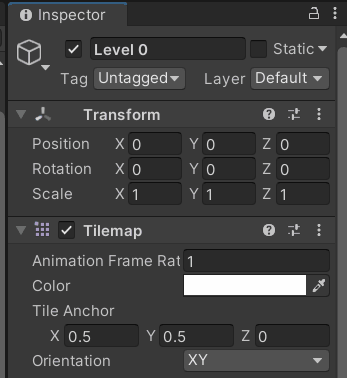 Inspector
Level 0
Static
Tag Untagged Layer Default
Transform
Position X 0 Y 0 Z 0
Rotation X 0 Y 0 Z 0
Scale X 1 Y 1 Z 1
Tilemap
Animation Frame Rat 1
Color
Tile Anchor
X 0.5 Y 0.5 Z 0
Orientation XY